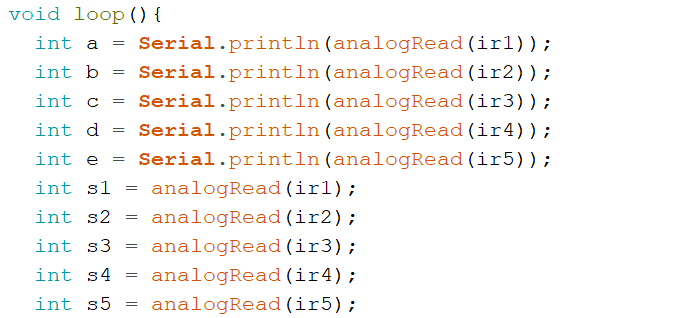 void loop(){
  int a = Serial.println(analogRead(ir1));
  int b = Serial.println(analogRead(ir2));
  int c = Serial.println(analogRead(ir3));
  int d = Serial.println(analogRead(ir4));
  int e = Serial.println(analogRead(ir5));
  int s1 = analogRead(ir1);
  int s2 = analogRead(ir2);
  int s3 = analogRead(ir3);
  int s4 = analogRead(ir4);
  int s5 = analogRead(ir5);